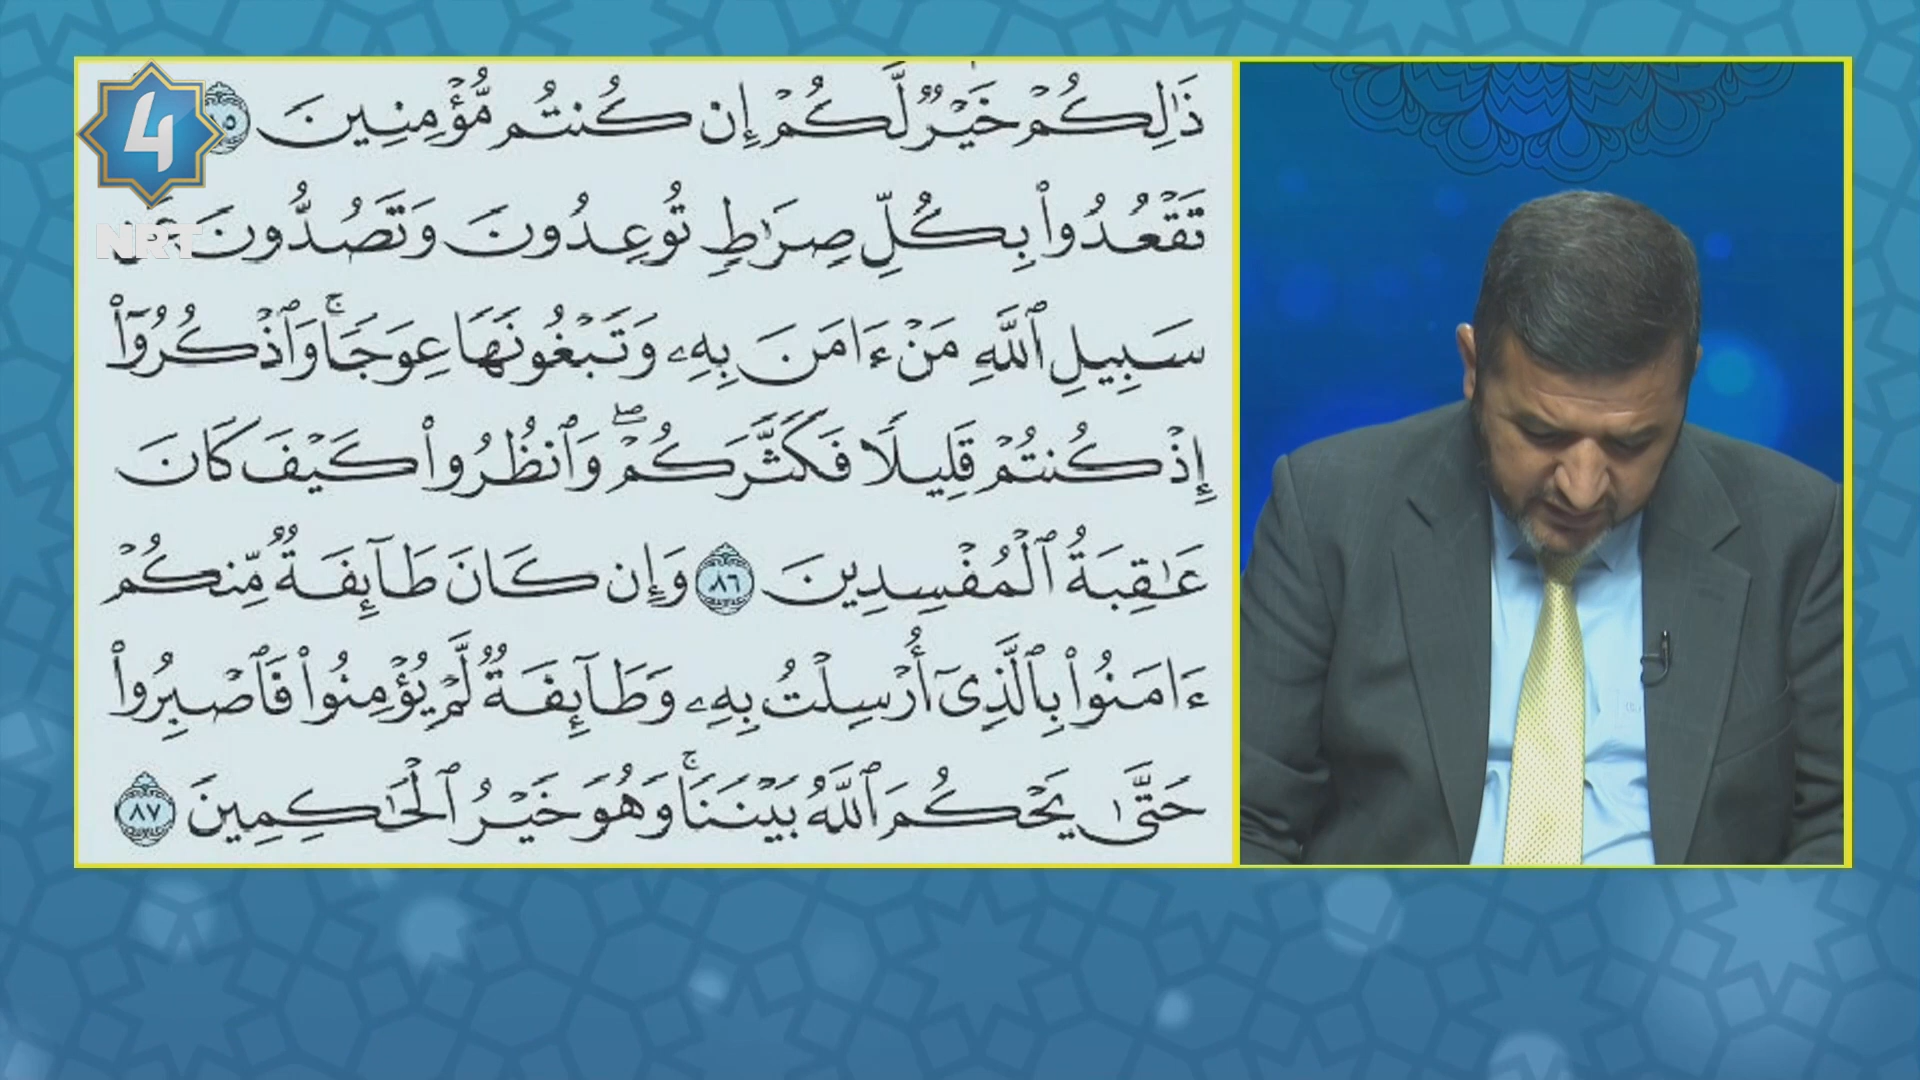 4
NRT
ذَٰلِكُمْ خَيْرٌ لَّكُمْ إِن كُنتُم مُّؤْمِنِينَ
تَقْعُدُوا۟ بِكُلِّ صِرَٰطٍ تُوعِدُونَ وَتَصُدُّونَ
سَبِيلِ ٱللَّهِ مَنْ ءَامَنَ بِهِۦ وَتَبْغُونَهَا عِوَجًا ۚ وَٱذْكُرُوٓا۟
إِذْ كُنتُمْ قَلِيلًا فَكَثَّرَكُمْ ۖ وَٱنظُرُوا۟ كَيْفَ كَانَ
عَٰقِبَةُ ٱلْمُفْسِدِينَ ٨٦ وَإِن كَانَ طَآئِفَةٌ مِّنكُمْ
ءَامَنُوا۟ بِٱلَّذِىٓ أُرْسِلْتُ بِهِۦ وَطَآئِفَةٌ لَّمْ يُؤْمِنُوا۟ فَٱصْبِرُوا۟
حَتَّىٰ يَحْكُمَ ٱللَّهُ بَيْنَنَا ۚ وَهُوَ خَيْرُ ٱلْحَٰكِمِينَ ٨٧